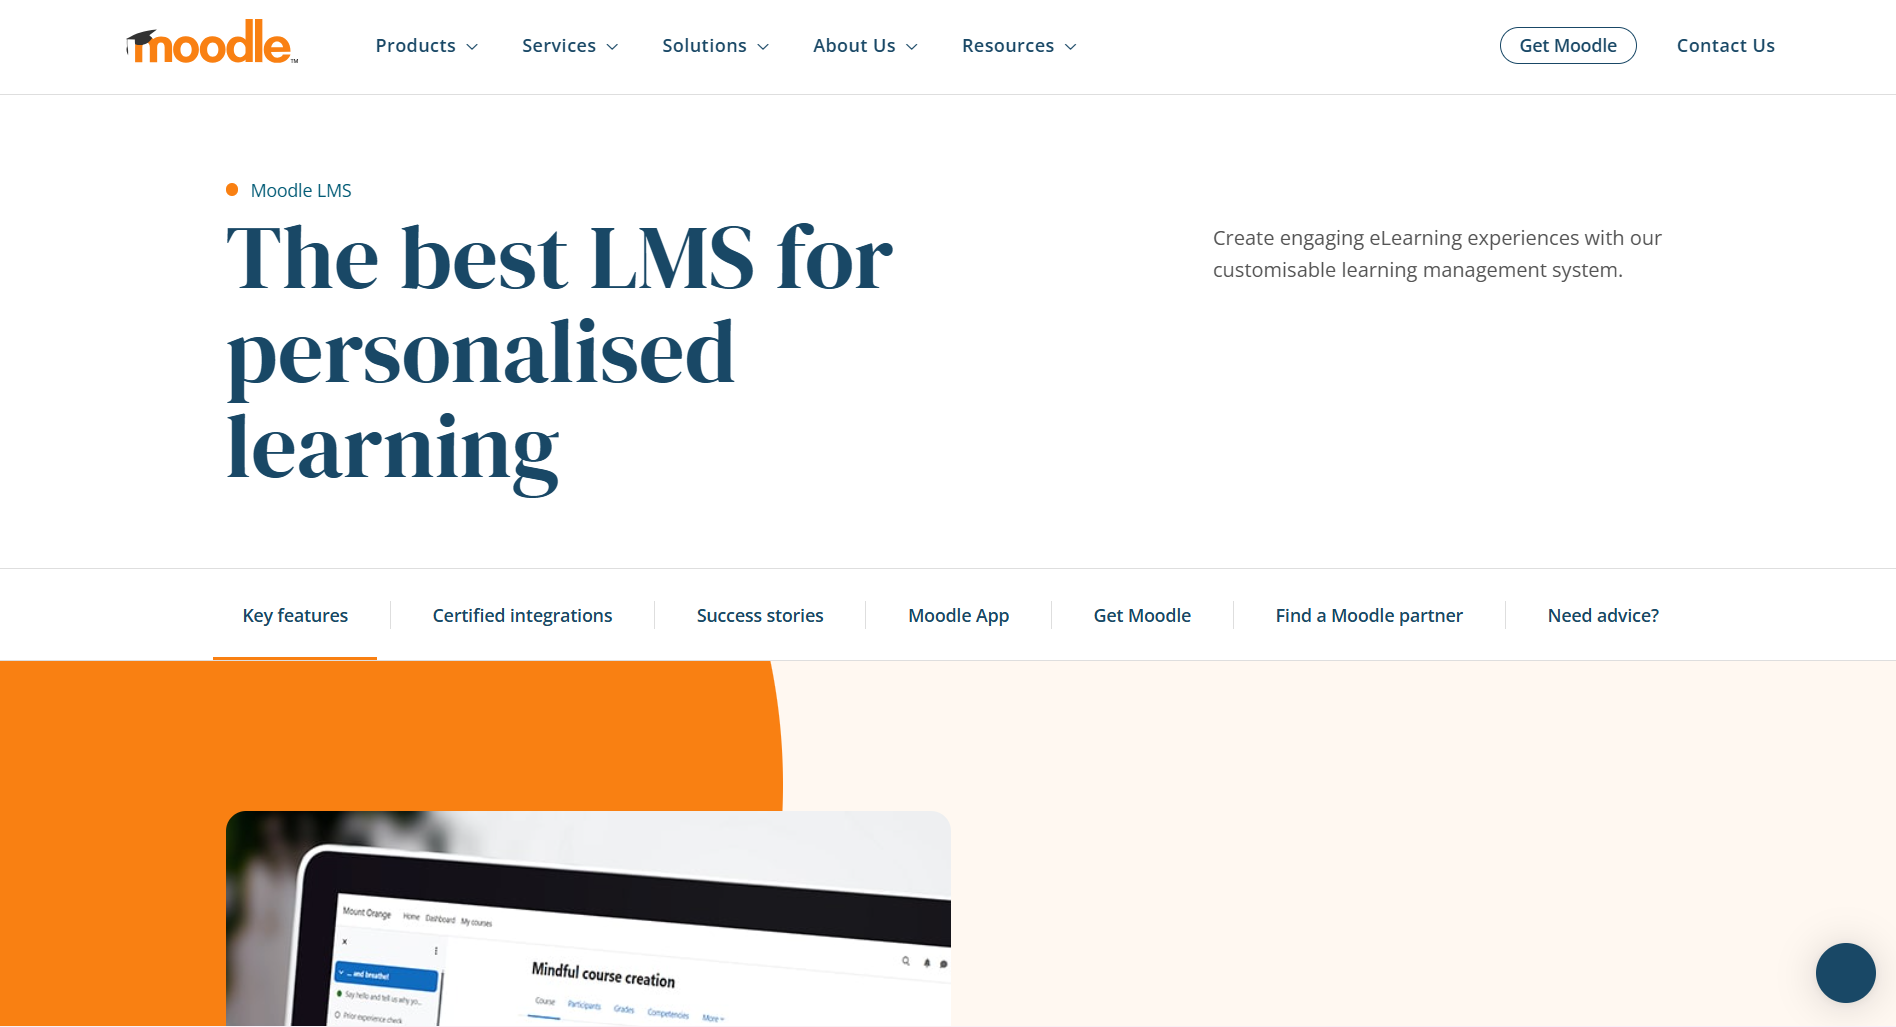 moodle™
Products
Services
Solutions
About Us
Resources
Get Moodle
Contact Us
Moodle LMS
The best LMS for
personalised
learning
Create engaging eLearning experiences with our
customisable learning management system.
Key features
Certified integrations
Success stories
Moodle App
Get Moodle
Find a Moodle partner
Need advice?
Mount Orange
Home
Dashboard
My courses
x
... and breathe!
Say hello and tell us why yo...
Prior experience check
Mindful course creation
Course
Participants
Grades
Competencies
More